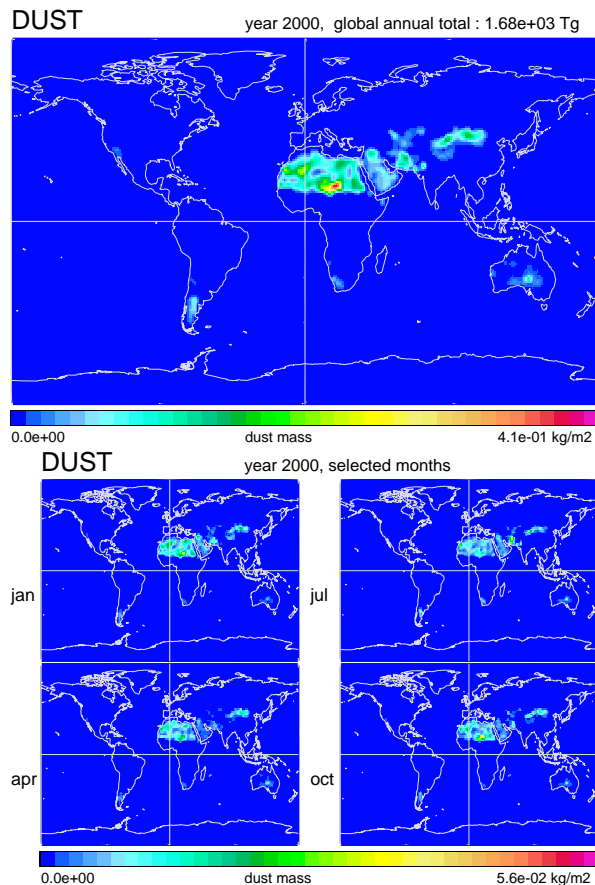 DUST year 2000, global annual total : 1.68e+03 Tg
0.0e+00 dust mass 4.1e-01 kg/m2
DUST year 2000, selected months
jan jul
apr oct
0.0e+00 dust mass 5.6e-02 kg/m2